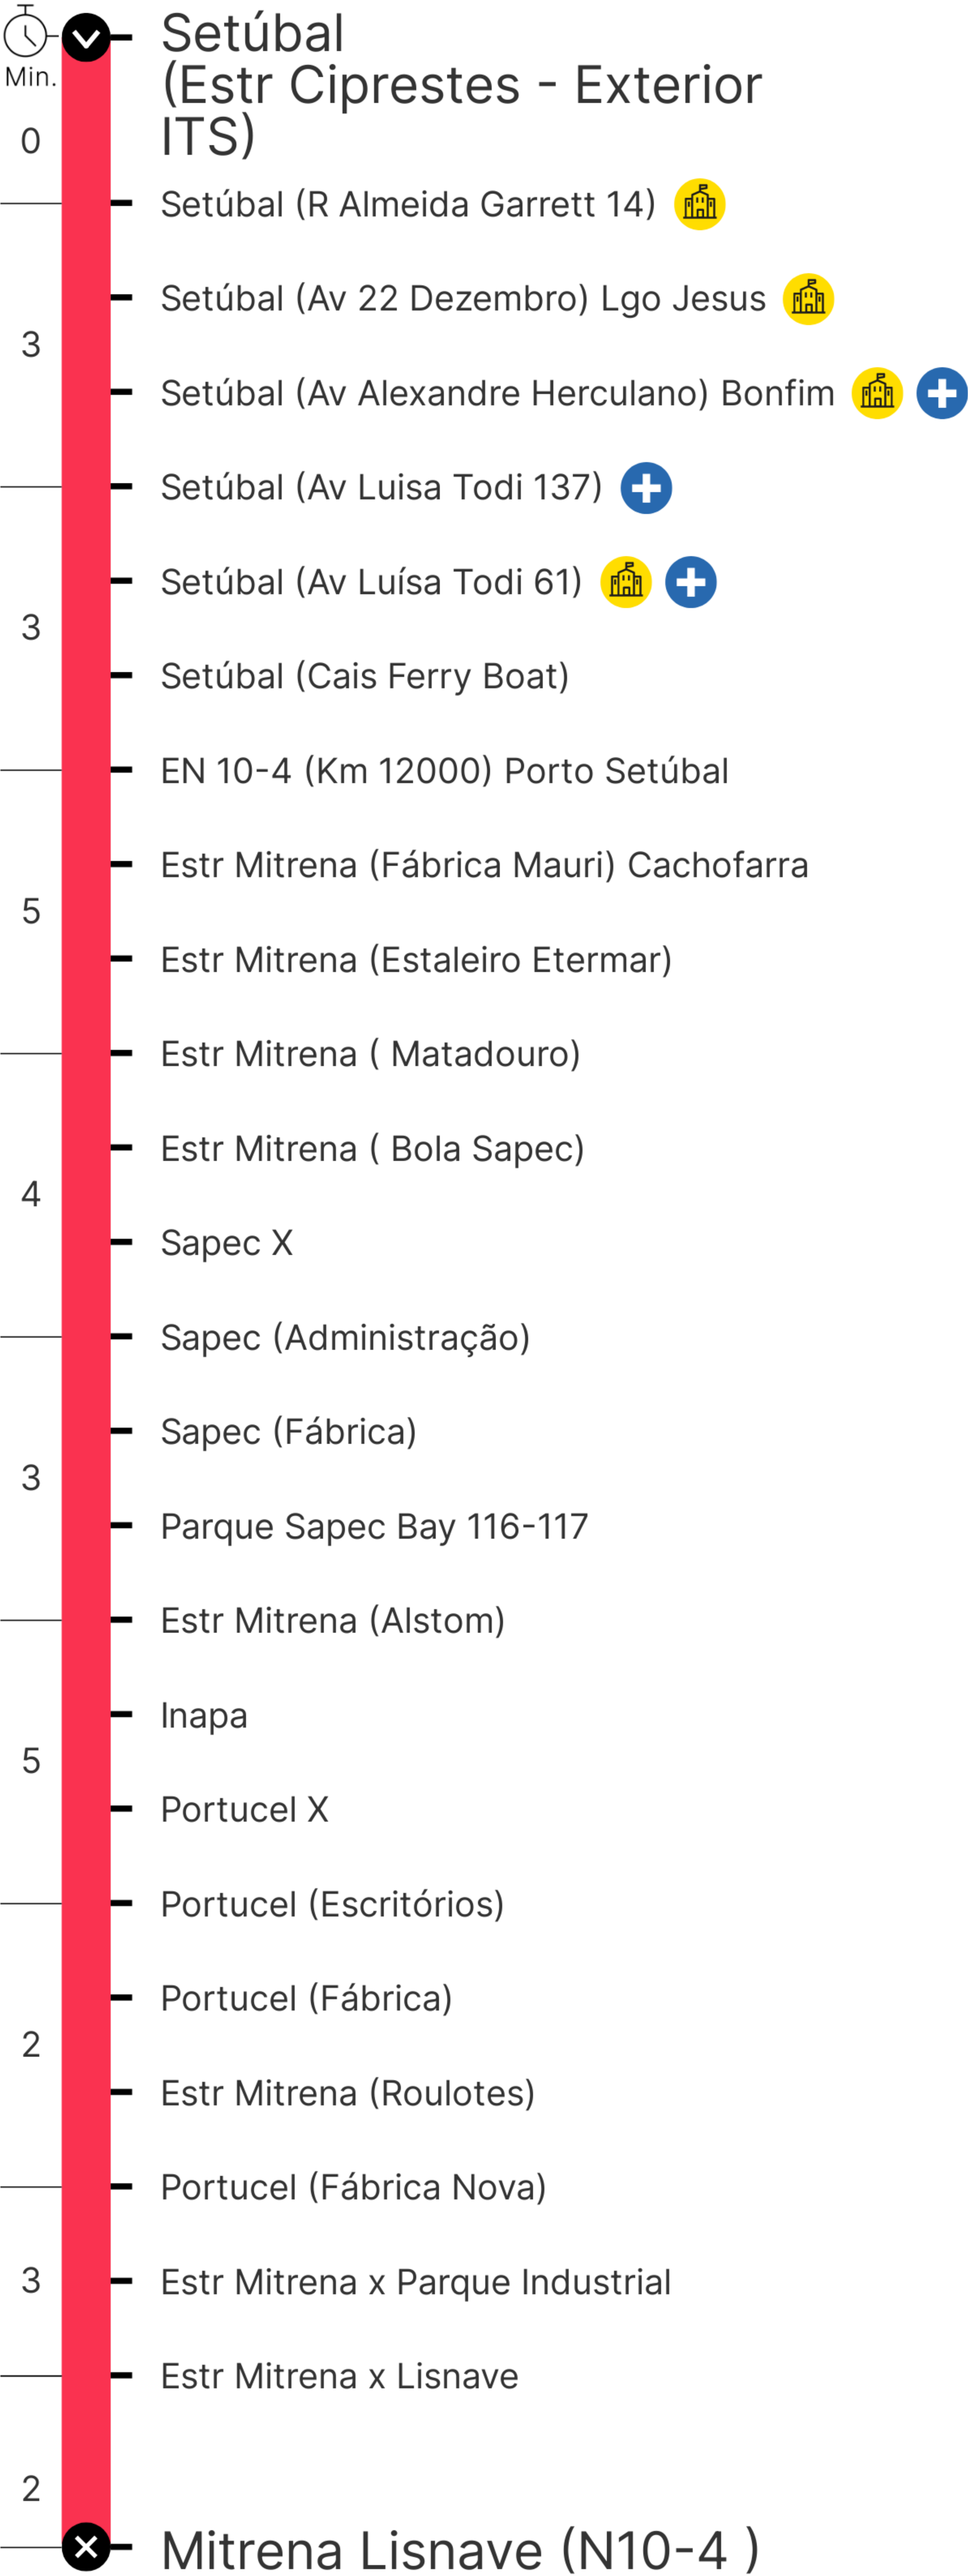 Setúbal
Min.
(Estr Ciprestes - Exterior
0
ITS)
Setúbal (R Almeida Garrett 14)
Setúbal (Av 22 Dezembro) Lgo Jesus
3
Setúbal (Av Alexandre Herculano) Bonfim
Setúbal (Av Luisa Todi 137)
Setúbal (Av Luísa Todi 61)
3
Setúbal (Cais Ferry Boat)
EN 10-4 (Km 12000) Porto Setúbal
Estr Mitrena (Fábrica Mauri) Cachofarra
5
Estr Mitrena (Estaleiro Etermar)
Estr Mitrena ( Matadouro)
Estr Mitrena ( Bola Sapec)
4
Sapec X
Sapec (Administração)
Sapec (Fábrica)
3
Parque Sapec Bay 116-117
Estr Mitrena (Alstom)
Inapa
5
Portucel X
Portucel (Escritórios)
Portucel (Fábrica)
2
Estr Mitrena (Roulotes)
Portucel (Fábrica Nova)
3
Estr Mitrena x Parque Industrial
Estr Mitrena x Lisnave
2
Mitrena Lisnave (N10-4 )